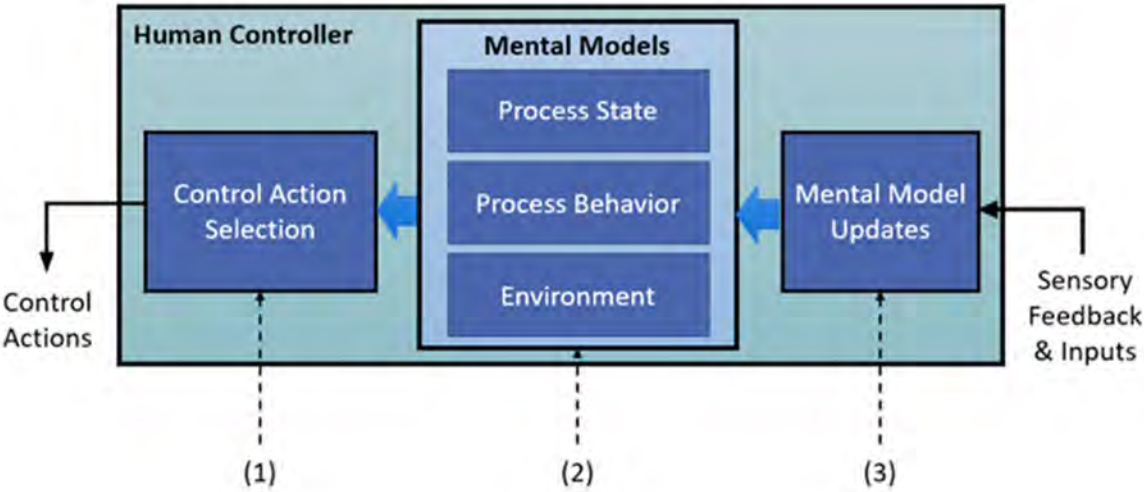 Human Controller
Mental Models
Process State
Process Behavior
Environment
Control Action
Selection
Mental Model
Updates
Control
Actions
Sensory
Feedback
& Inputs
(1)
(2)
(3)